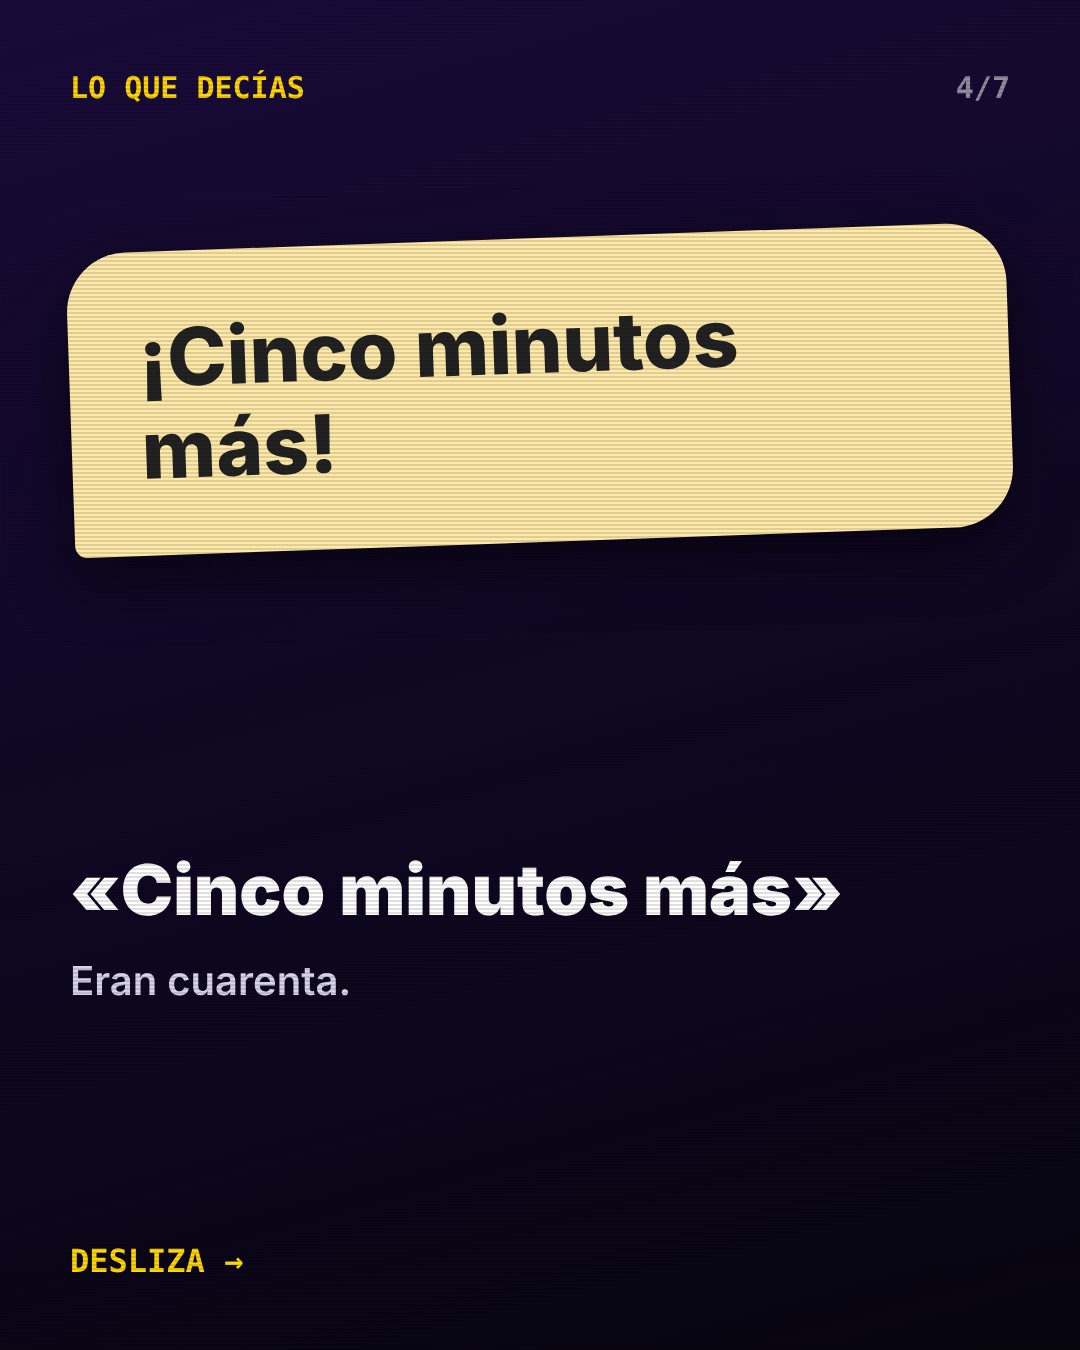 LO QUE DECÍAS
4/7
¡Cinco minutos
más!
«Cinco minutos más»
Eran cuarenta.
DESLIZA →